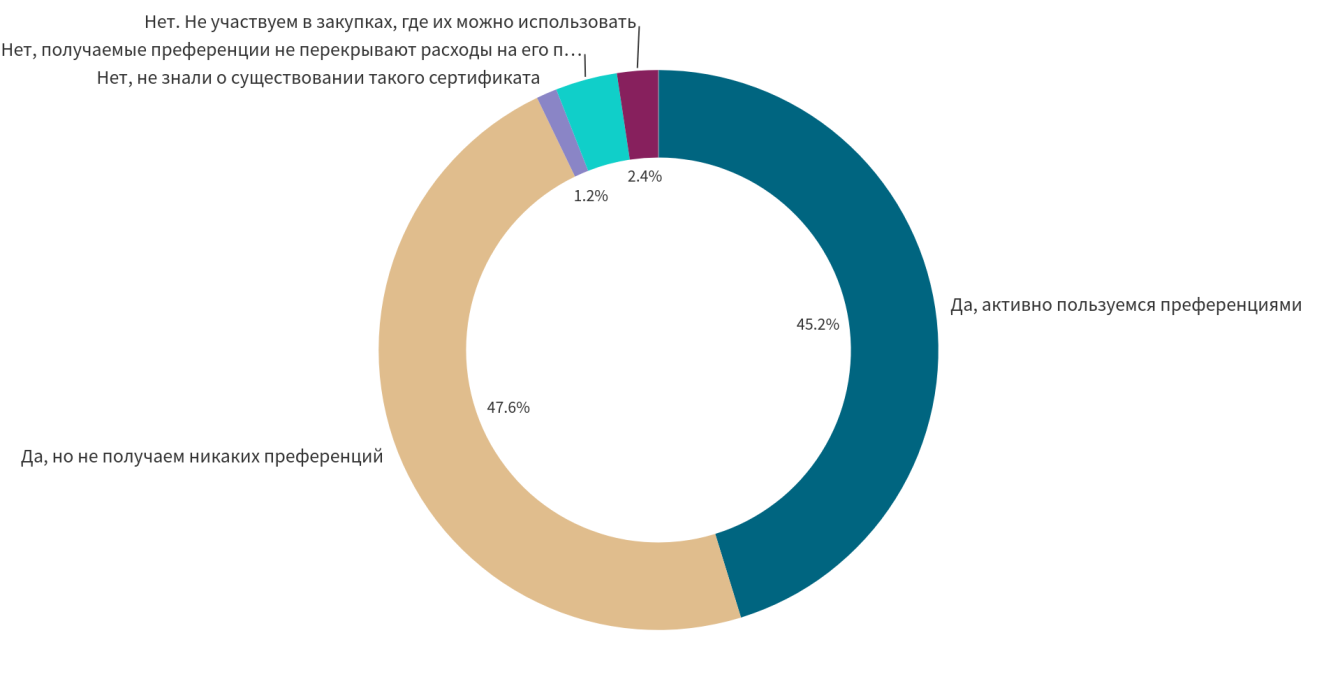 Нет. Не участвуем в закупках, где их можно использовать
Нет, получаемые преференции не перекрывают расходы на его п…
Нет, не знали о существовании такого сертификата
2.4%
1.2%
Да, активно пользуемся преференциями
45.2%
47.6%
Да, но не получаем никаких преференций